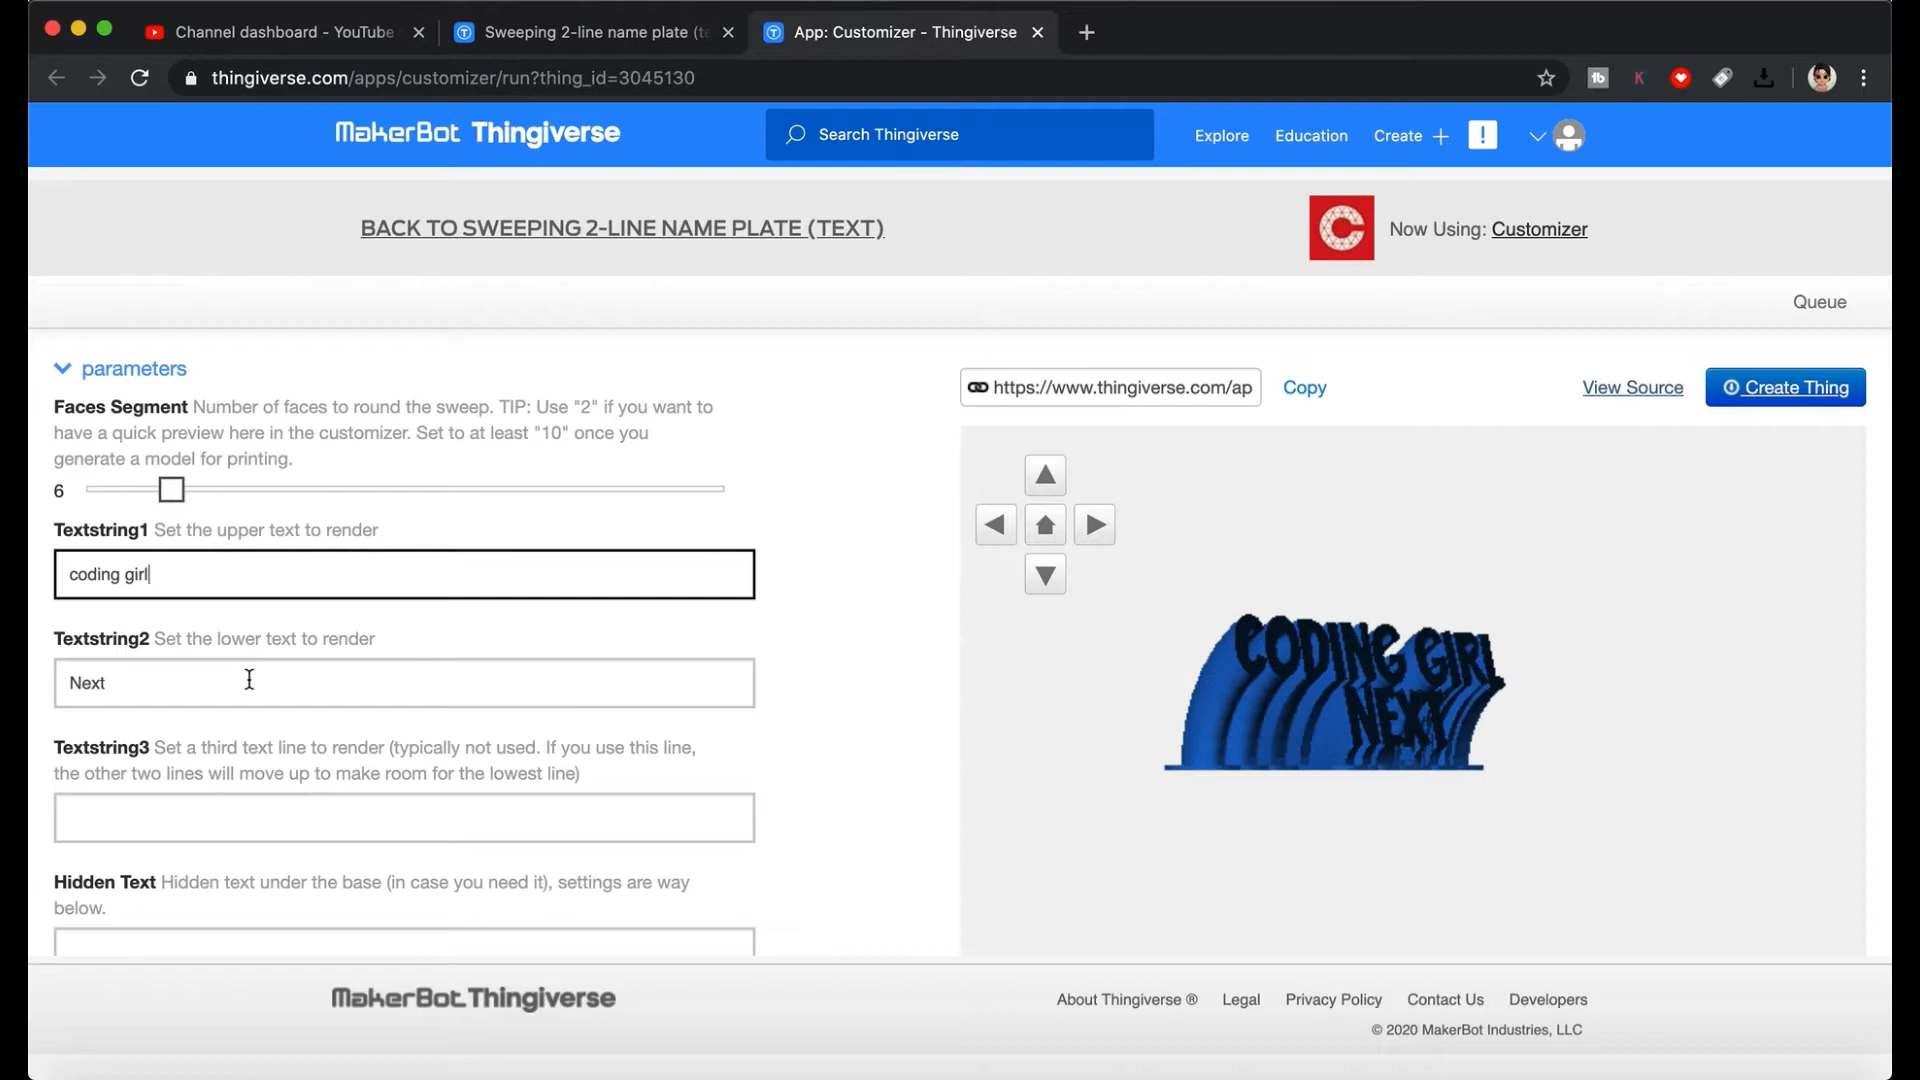 Channel dashboard - YouTube
Sweeping 2-line name plate (te
App: Customizer - Thingiverse
thingiverse.com/apps/customizer/run?thing_id=3045130
tb
K
MakerBot Thingiverse
Search Thingiverse
Explore
Education
Create
!
BACK TO SWEEPING 2-LINE NAME PLATE (TEXT)
C
Now Using: Customizer
Queue
parameters
Faces Segment Number of faces to round the sweep. TIP: Use "2" if you want to
have a quick preview here in the customizer. Set to at least "10" once you
generate a model for printing.
6
Textstring1 Set the upper text to render
coding girl
Textstring2 Set the lower text to render
Next
Textstring3 Set a third text line to render (typically not used. If you use this line,
the other two lines will move up to make room for the lowest line)
Hidden Text Hidden text under the base (in case you need it), settings are way
below.
https://www.thingiverse.com/ap
Copy
View Source
Create Thing
CODING GIRL
NEXT
MakerBot Thingiverse
About Thingiverse ®
Legal
Privacy Policy
Contact Us
Developers
© 2020 MakerBot Industries, LLC